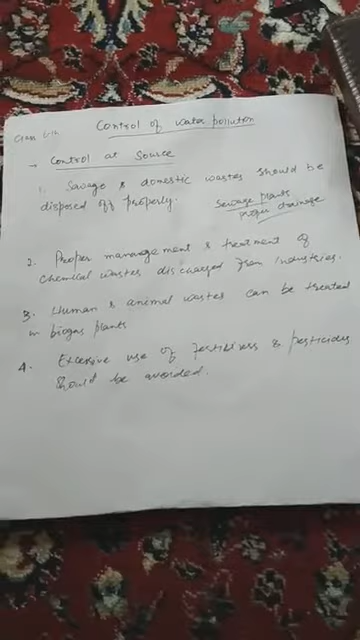 Class 6th
Control of water pollution
→ Control at Source
1. Sewage & domestic wastes should be
disposed off properly. Sewage plants
proper drainage
2. Proper manangement & treatment of
Chemical wastes discharged from industries.
3. Human & animal wastes can be treated
in biogas plants
4. Excessive use of fertilizers & pesticides
should be avoided.